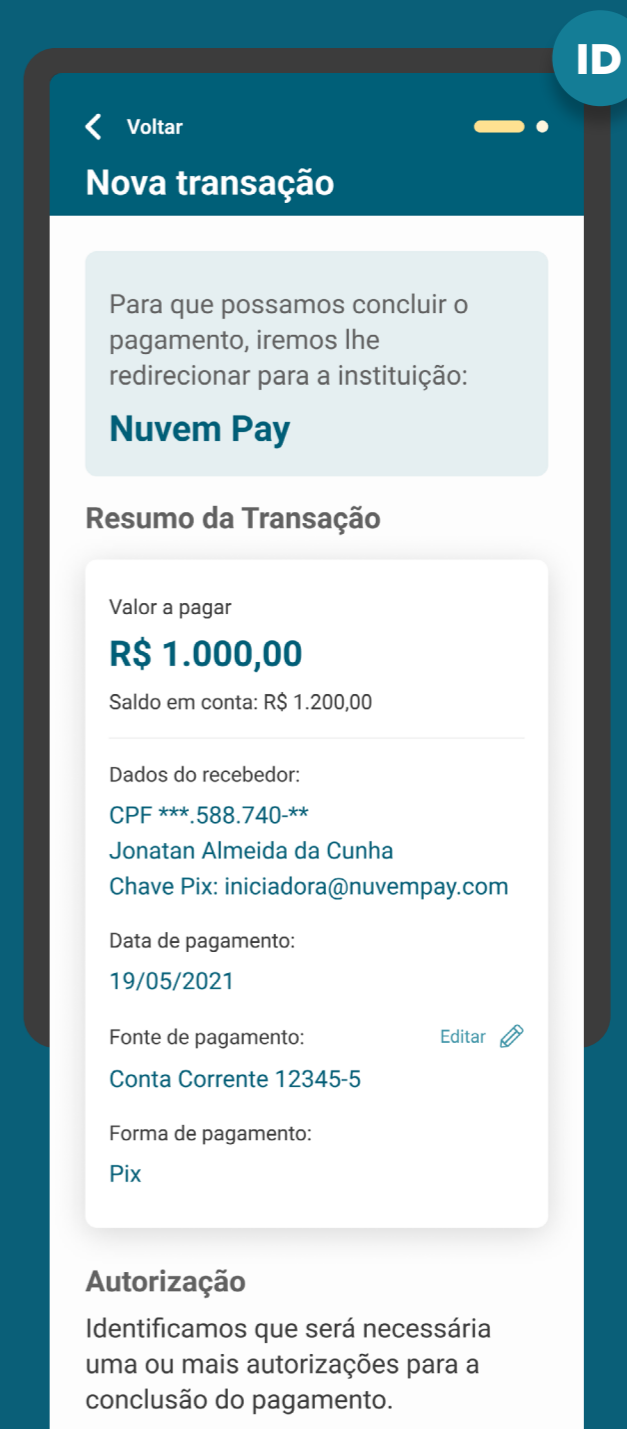 ID
Voltar
Nova transação
Para que possamos concluir o
pagamento, iremos lhe
redirecionar para a instituição:
Nuvem Pay
Resumo da Transação
Valor a pagar
R$ 1.000,00
Saldo em conta: R$ 1.200,00
Dados do recebedor:
CPF ***.588.740-**
Jonatan Almeida da Cunha
Chave Pix: iniciadora@nuvempay.com
Data de pagamento:
19/05/2021
Fonte de pagamento:
Editar
Conta Corrente 12345-5
Forma de pagamento:
Pix
Autorização
Identificamos que será necessária
uma ou mais autorizações para a
conclusão do pagamento.